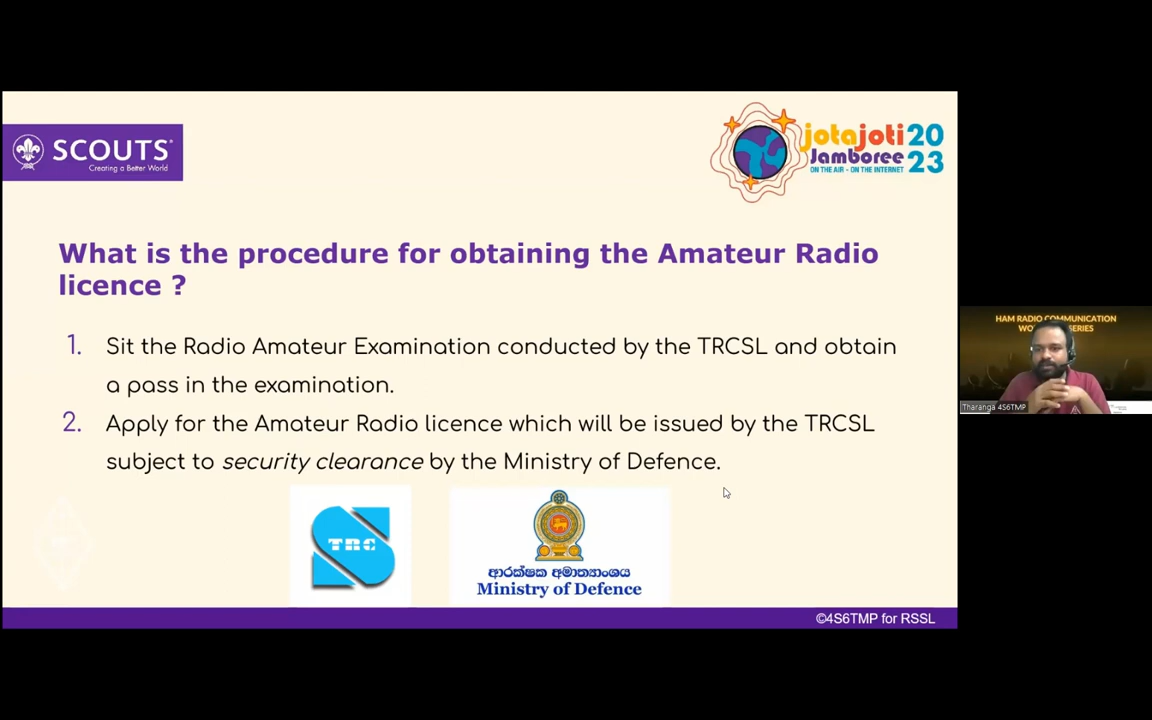 SCOUTS®
Creating a Better World
jotajoti 20
Jamboree 23
ON THE AIR - ON THE INTERNET
What is the procedure for obtaining the Amateur Radio
licence ?
1. Sit the Radio Amateur Examination conducted by the TRCSL and obtain
a pass in the examination.
2. Apply for the Amateur Radio licence which will be issued by the TRCSL
subject to security clearance by the Ministry of Defence.
TRC
ආරක්ෂක අමාත්‍යාංශය
Ministry of Defence
©4S6TMP for RSSL
HAM RADIO COMMUNICATION
Tharanga 4S6TMP